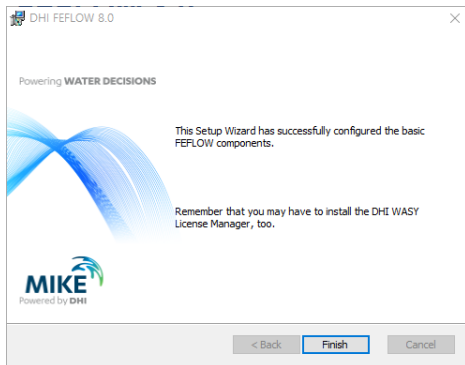 DHI FEFLOW 8.0
Powering WATER DECISIONS
This Setup Wizard has successfully configured the basic
FEFLOW components.
Remember that you may have to install the DHI WASY
License Manager, too.
MIKE
Powered by DHI
< Back
Finish
Cancel